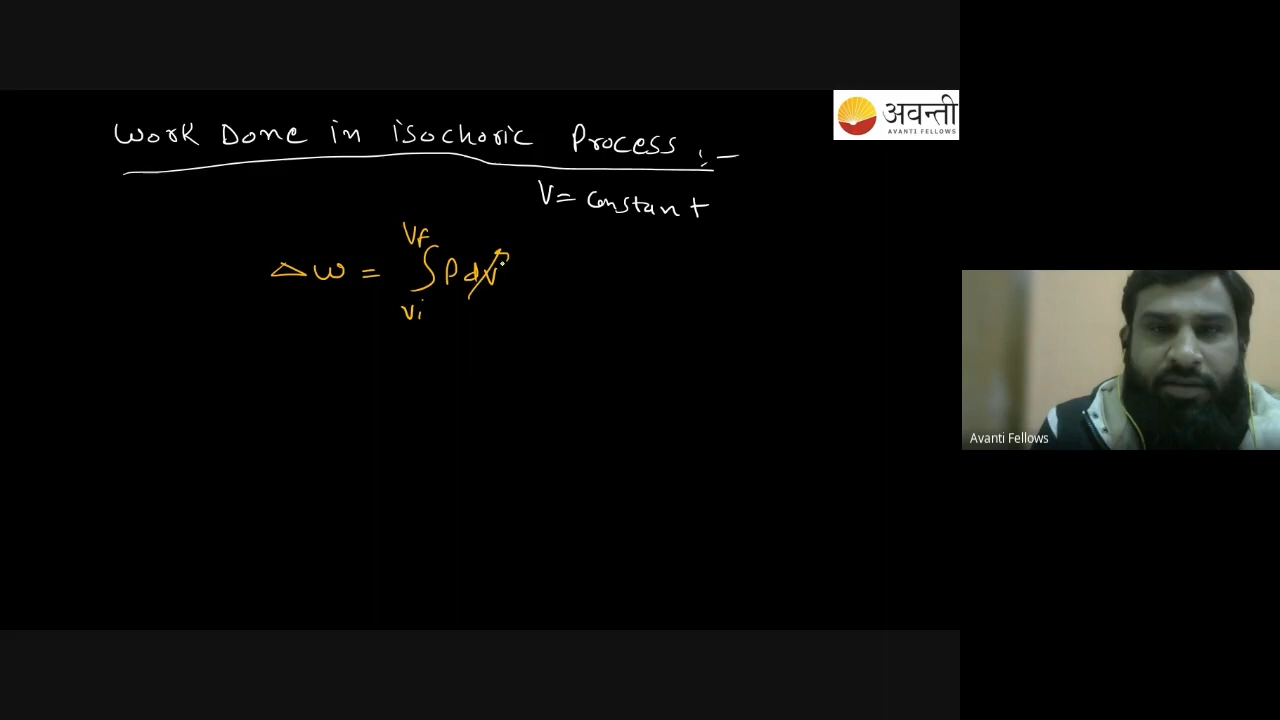 अवन्ती
AVANTI FELLOWS
Work Done in isochoric Process :-
V = constant
Vf
ΔW = ∫ P dV
Vi
Avanti Fellows